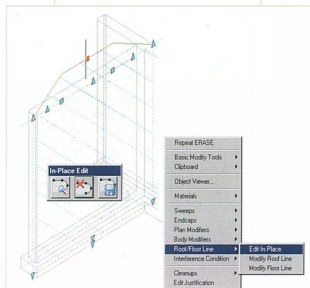 In-Place Edit
Repeat ERASE
Basic Modify Tools
Clipboard
Object Viewer...
Materials
Sweeps
Endcaps
Plan Modifiers
Body Modifiers
Roof/Floor Line
Edit In Place
Interference Condition
Modify Roof Line
Modify Floor Line
Cleanups
Edit Justification